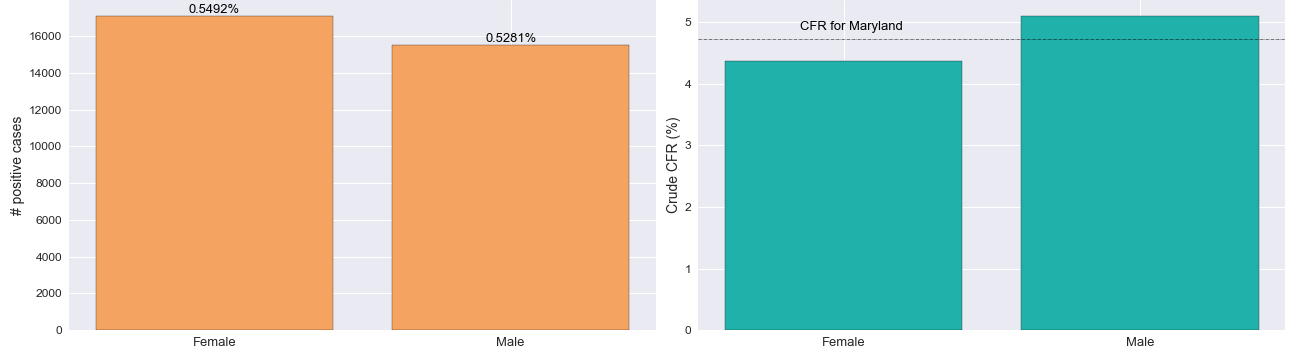 # positive cases
16000
14000
12000
10000
8000
6000
4000
2000
0
0.5492%
0.5281%
Female
Male
Crude CFR (%)
5
4
3
2
1
0
CFR for Maryland
Female
Male